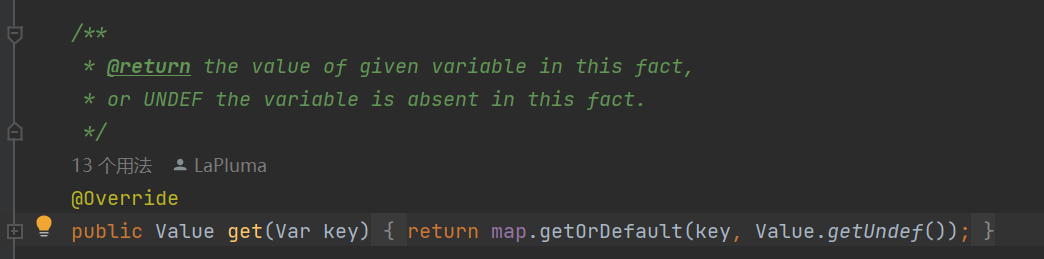 /**
* @return the value of given variable in this fact,
* or UNDEF the variable is absent in this fact.
*/
13 个用法 LaPluma
@Override
public Value get(Var key) { return map.getOrDefault(key, Value.getUndef()); }